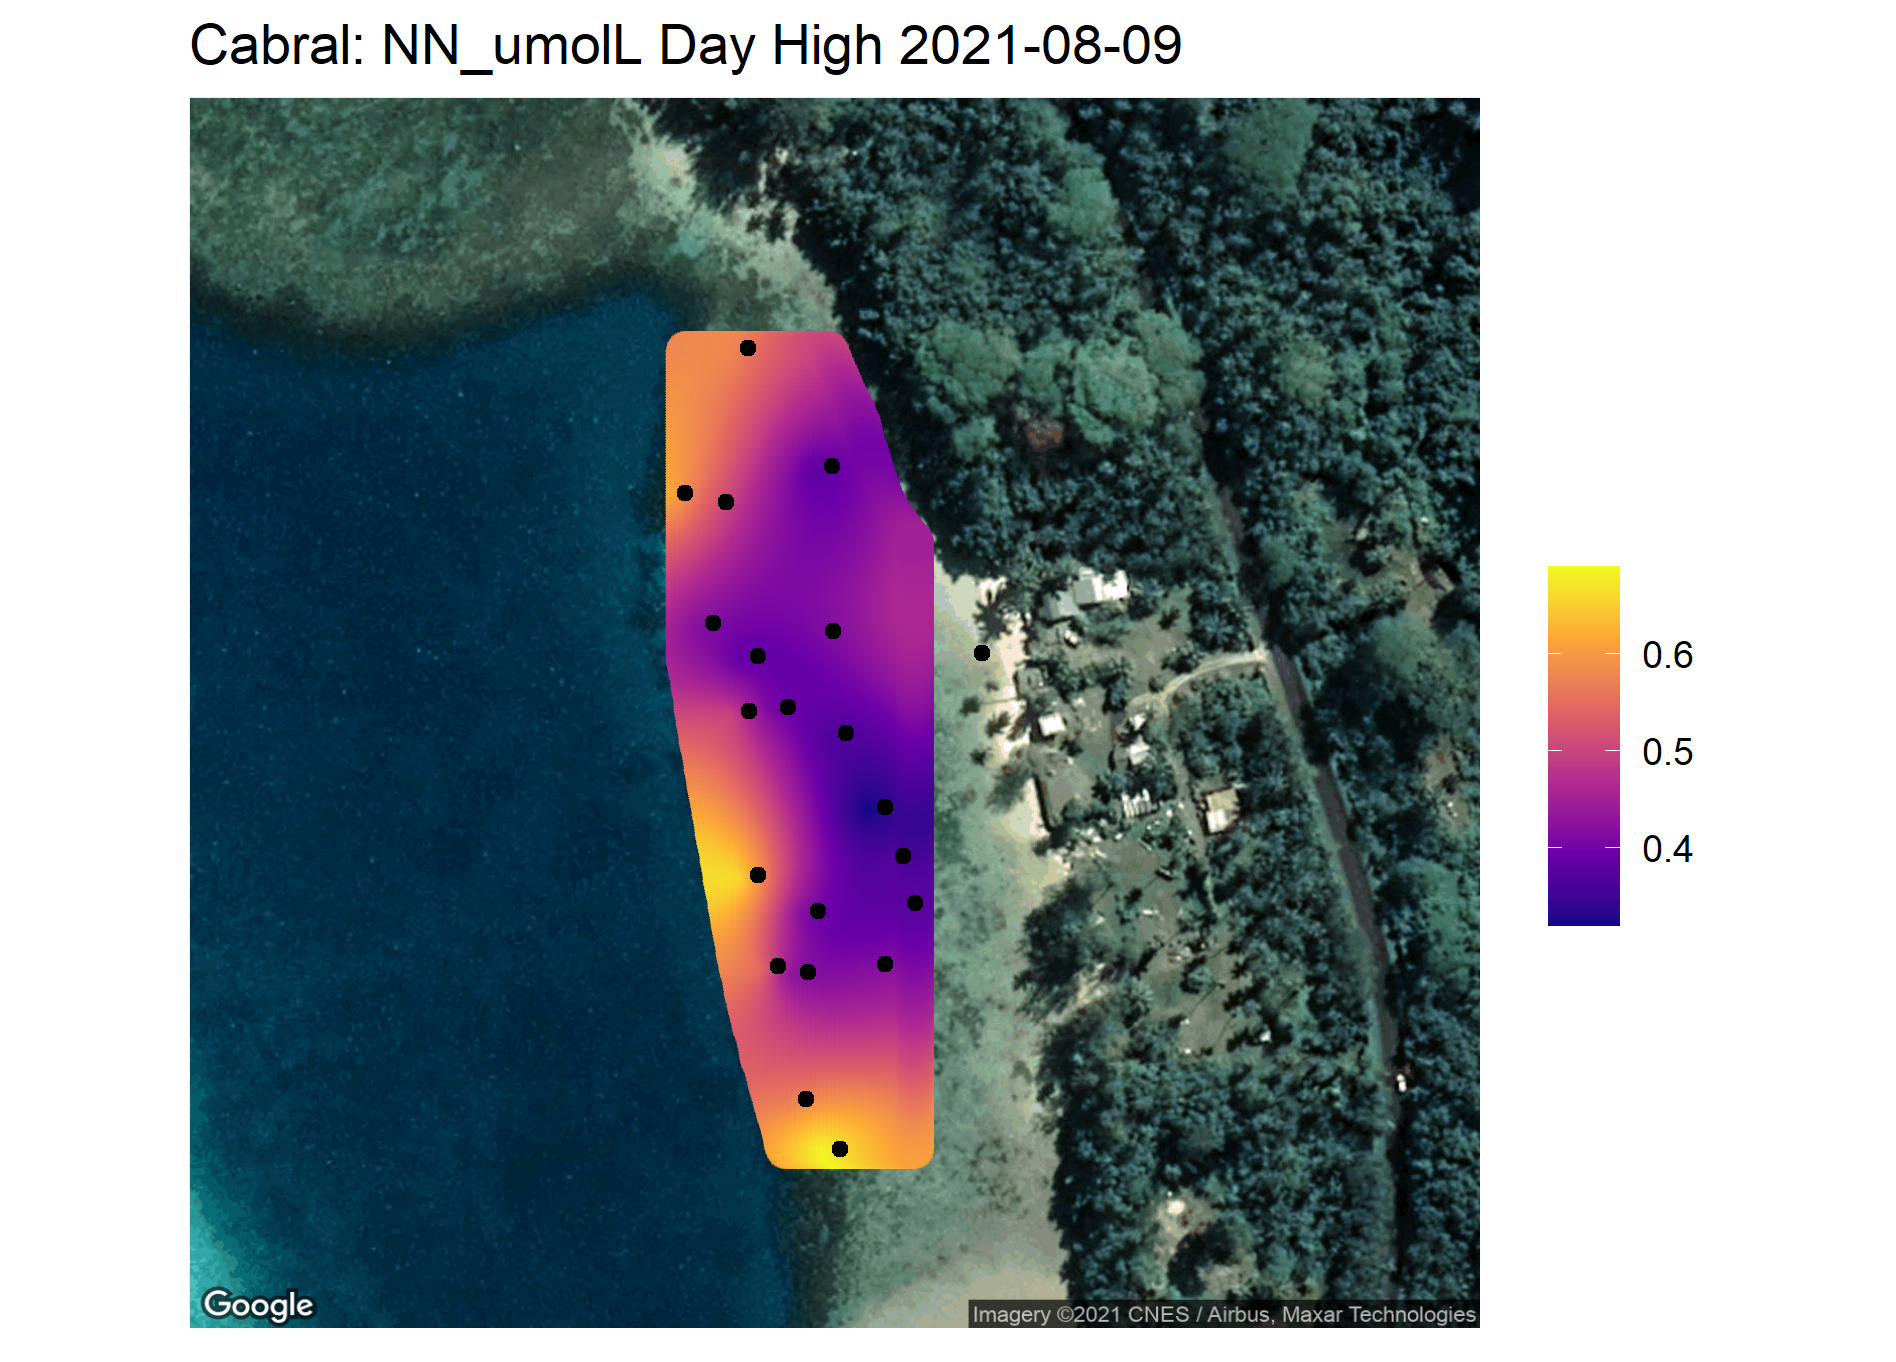 Cabral: NN_umolL Day High 2021-08-09
0.6
0.5
0.4
Google
Imagery ©2021 CNES / Airbus, Maxar Technologies